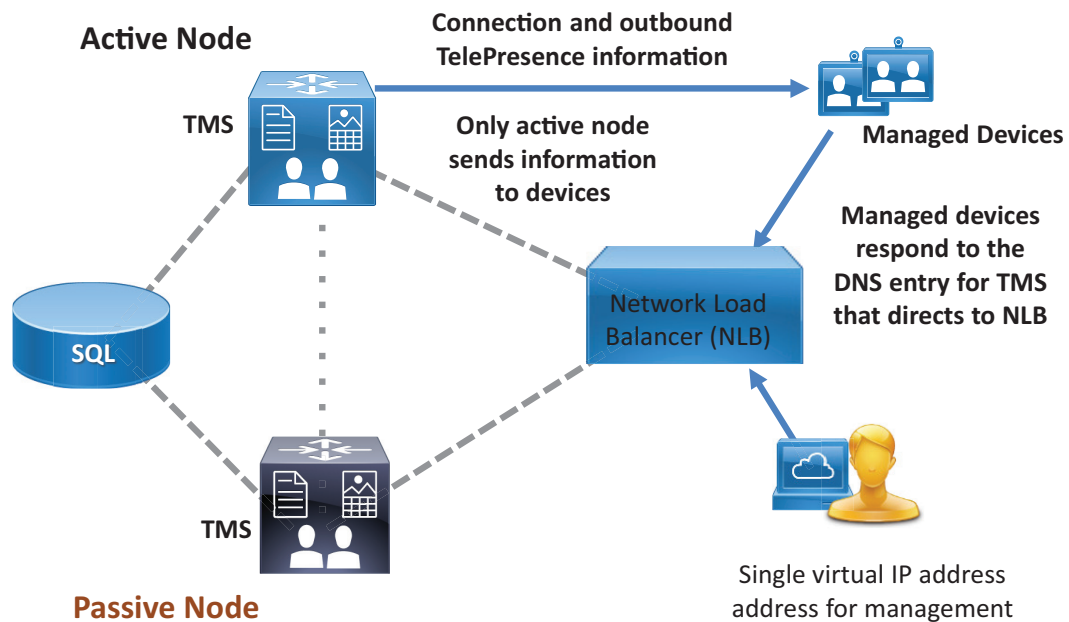 Active Node
Connection and outbound
TelePresence information
TMS
Only active node
sends information
to devices
Managed Devices
Managed devices
respond to the
DNS entry for TMS
that directs to NLB
Network Load
Balancer (NLB)
SQL
TMS
Passive Node
Single virtual IP address
address for management